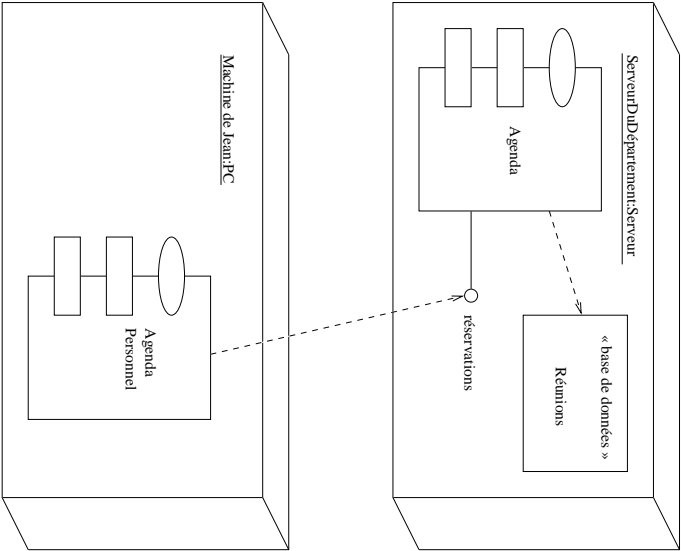 ServeurDuDépartement:Serveur
Agenda
« base de données »
Réunions
réservations
Machine de Jean:PC
Agenda
Personnel